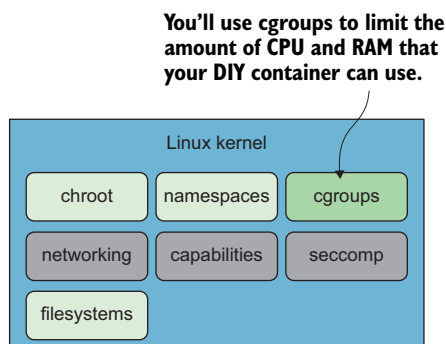 You'll use cgroups to limit the
amount of CPU and RAM that
your DIY container can use.
Linux kernel
chroot
namespaces
cgroups
networking
capabilities
seccomp
filesystems